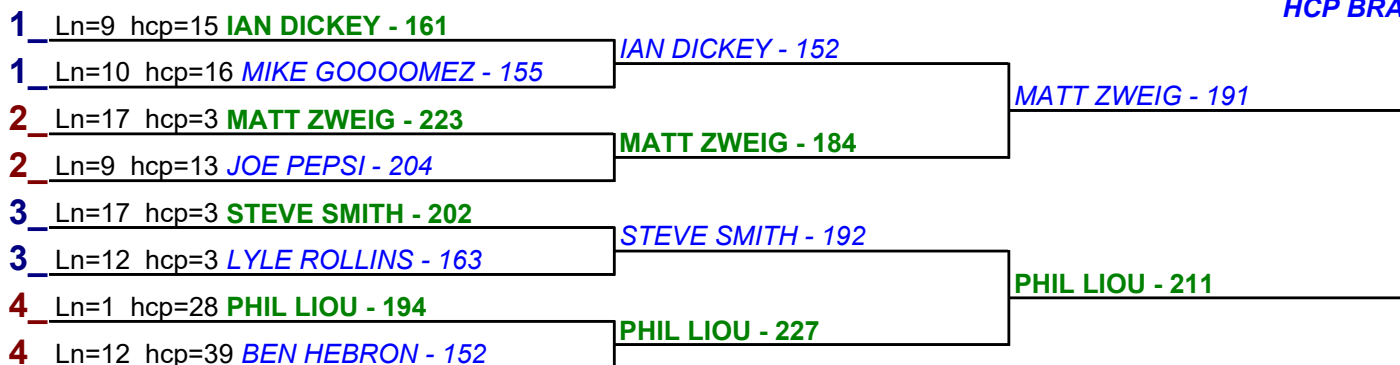 HCP BRA
1_ Ln=9 hcp=15 IAN DICKEY - 161
IAN DICKEY - 152
1_ Ln=10 hcp=16 MIKE GOOOOMEZ - 155
MATT ZWEIG - 191
2_ Ln=17 hcp=3 MATT ZWEIG - 223
MATT ZWEIG - 184
2_ Ln=9 hcp=13 JOE PEPSI - 204
3_ Ln=17 hcp=3 STEVE SMITH - 202
STEVE SMITH - 192
3_ Ln=12 hcp=3 LYLE ROLLINS - 163
PHIL LIOU - 211
4_ Ln=1 hcp=28 PHIL LIOU - 194
PHIL LIOU - 227
4 Ln=12 hcp=39 BEN HEBRON - 152